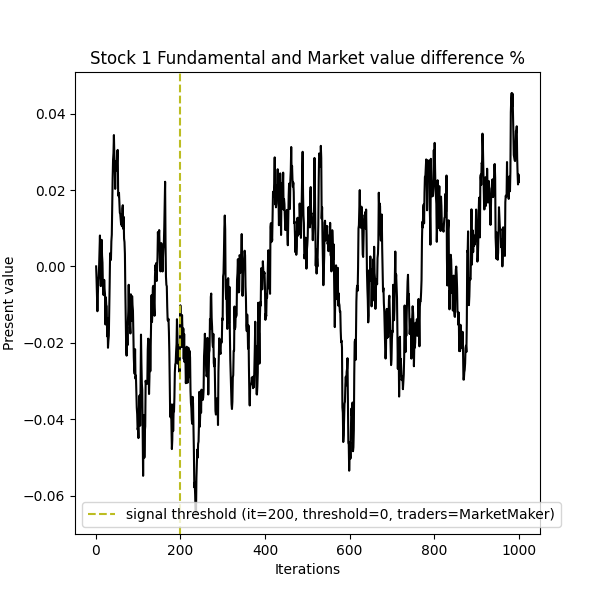 Stock 1 Fundamental and Market value difference %
Present value
0.04
0.02
0.00
−0.02
−0.04
−0.06
signal threshold (it=200, threshold=0, traders=MarketMaker)
0 200 400 600 800 1000
Iterations